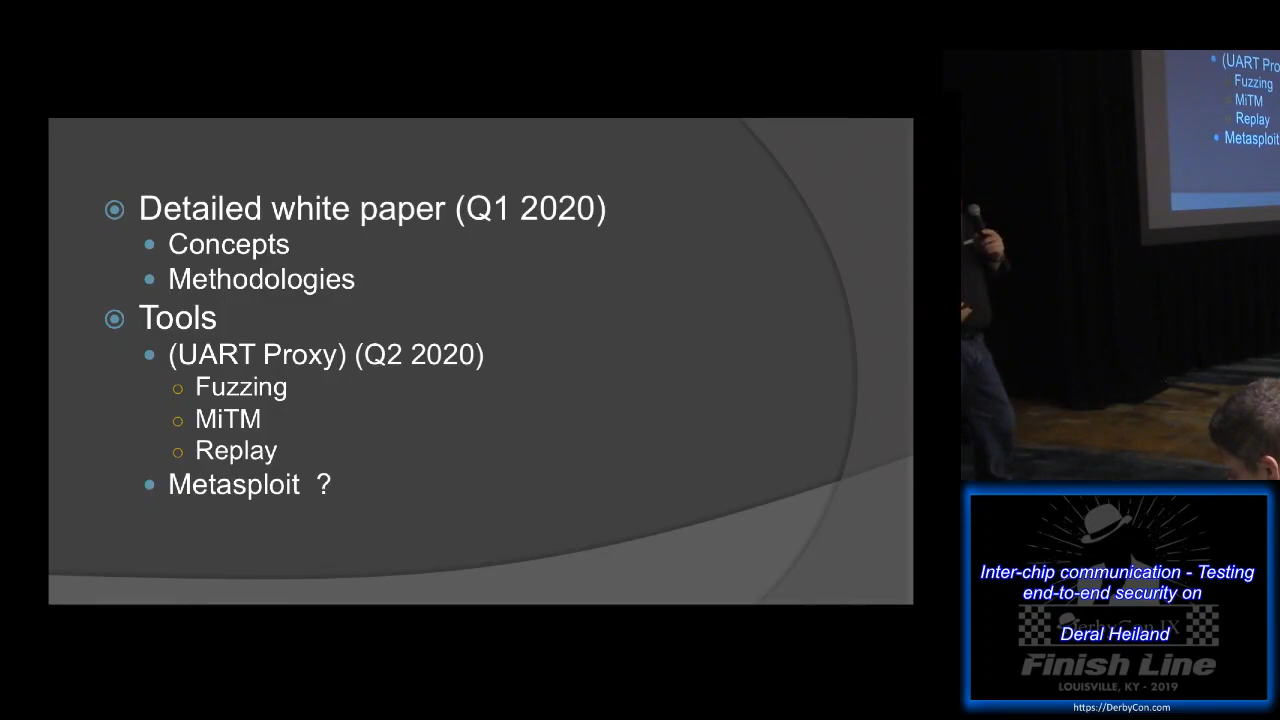 Detailed white paper (Q1 2020)
Concepts
Methodologies
Tools
(UART Proxy) (Q2 2020)
Fuzzing
MiTM
Replay
Metasploit ?
(UART Pro
Fuzzing
MiTM
Replay
Metasploit
Inter-chip communication - Testing
end-to-end security on
DerbyCon IX
Deral Heiland
Finish Line
LOUISVILLE, KY - 2019
https://DerbyCon.com